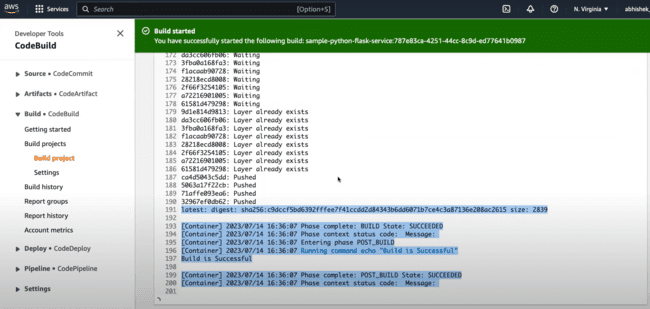 aws
Services
Search
[Option+S]
N. Virginia
abhishek,
Developer Tools
CodeBuild
Source • CodeCommit
Artifacts • CodeArtifact
Build • CodeBuild
Getting started
Build projects
Build project
Settings
Build history
Report groups
Report history
Account metrics
Deploy • CodeDeploy
Pipeline • CodePipeline
Settings
Build started
You have successfully started the following build: sample-python-flask-service:787e83ca-4251-44cc-8c9d-ed77641b0987
172 da3cc606fb06: Waiting
173 3fba0a168fa3: Waiting
174 f1acaab90728: Waiting
175 28218ecd8008: Waiting
176 2f66f3254105: Waiting
177 a72216901005: Waiting
178 61581d479298: Waiting
179 9d1e814d9813: Layer already exists
180 da3cc606fb06: Layer already exists
181 3fba0a168fa3: Layer already exists
182 f1acaab90728: Layer already exists
183 28218ecd8008: Layer already exists
184 2f66f3254105: Layer already exists
185 a72216901005: Layer already exists
186 61581d479298: Layer already exists
187 ca4d5043c5dd: Pushed
188 5063a17f22cb: Pushed
189 71affe093ea6: Pushed
190 32967ef0db62: Pushed
191 latest: digest: sha256:c9dccf5bd6392fffee7f41ccdd2d84343b6dd6071b7ce4c3a87136e208ac2615 size: 2839
192
193 [Container] 2023/07/14 16:36:07 Phase complete: BUILD State: SUCCEEDED
194 [Container] 2023/07/14 16:36:07 Phase context status code:  Message:
195 [Container] 2023/07/14 16:36:07 Entering phase POST_BUILD
196 [Container] 2023/07/14 16:36:07 Running command echo "Build is Successful"
197 Build is Successful
198
199 [Container] 2023/07/14 16:36:07 Phase complete: POST_BUILD State: SUCCEEDED
200 [Container] 2023/07/14 16:36:07 Phase context status code:  Message:
201